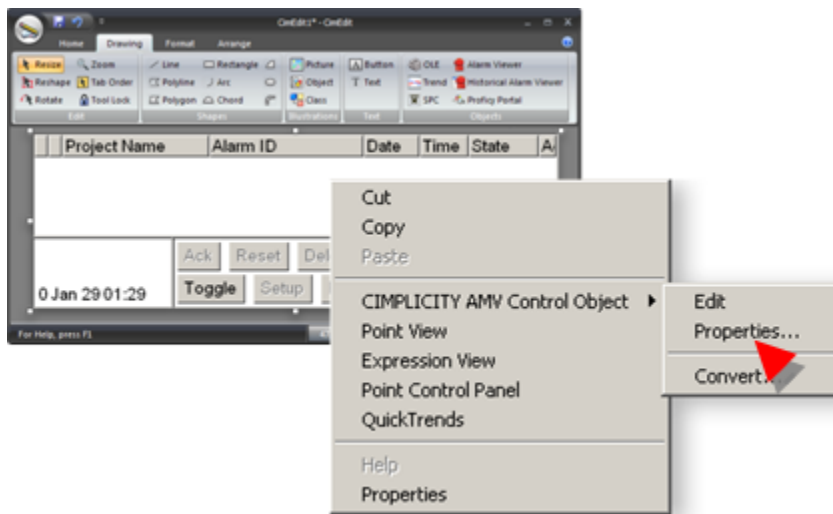 CimEdit1* - CimEdit
Home Drawing Format Arrange
Resize Zoom Line Rectangle Picture Button OLE Alarm Viewer
Reshape Tab Order Polyline Arc Object Text Trend Historical Alarm Viewer
Rotate Tool Lock Polygon Chord Class SPC Proficy Portal
Edit Shapes Illustrations Text Objects
Project Name Alarm ID Date Time State
Ack Reset Del
0 Jan 29 01:29 Toggle Setup
For Help, press F1
Cut
Copy
Paste
CIMPLICITY AMV Control Object
Point View
Expression View
Point Control Panel
QuickTrends
Help
Properties
Edit
Properties...
Convert...